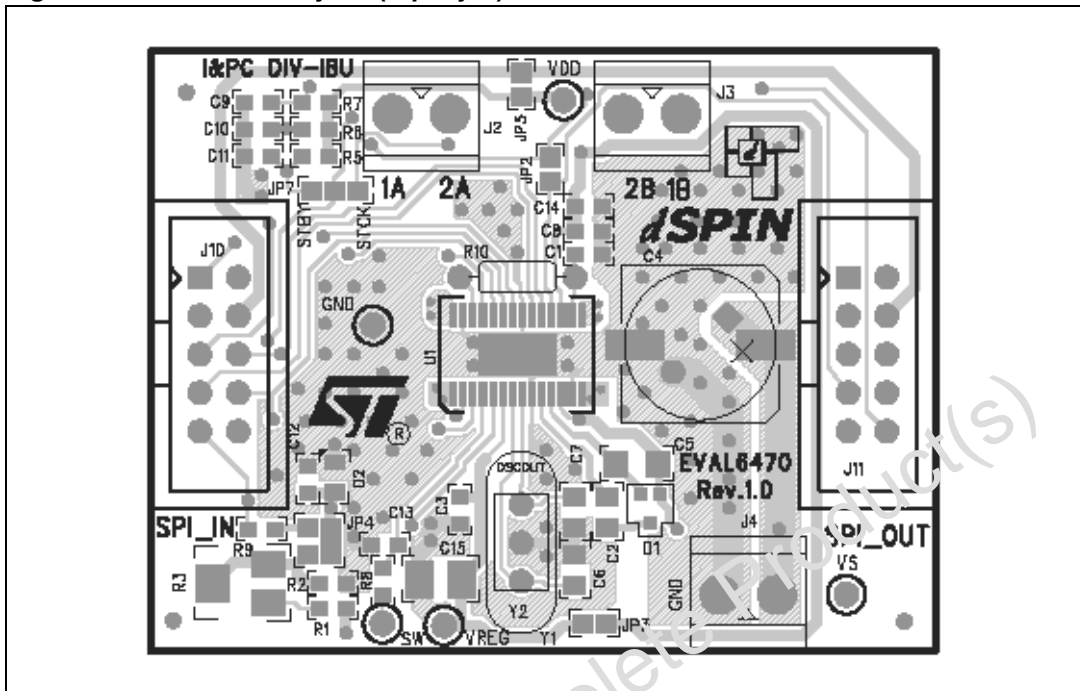 I&PC DIV-IBU
VDD
C9
R7
J2
JP5
J3
C10
R6
C11
R5
JP2
JP7
1A
2A
2B 1B
STBY
STCK
C14
C8
dSPIN
C1
C4
J10
R10
GND
U1
ST
®
C12
D2
OSCOUT
C7
C5
EVAL6470
Rev.1.0
J11
SPI_IN
JP4
C13
C3
J4
SPI_OUT
R9
C15
C2
D1
VS
R3
R2
R8
C6
GND
R1
SW
VREG
Y2
Y1
JP3
lete Product(s)